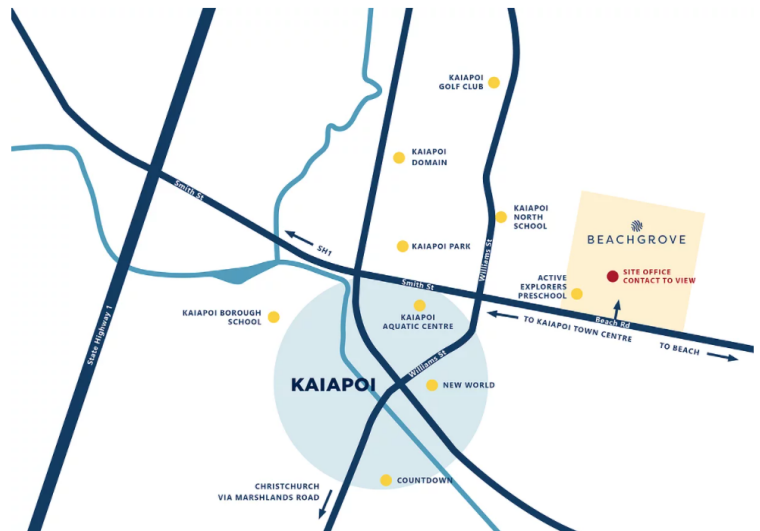 KAIAPOI
GOLF CLUB
KAIAPOI
DOMAIN
Smith St
KAIAPOI
NORTH
SCHOOL
BEACHGROVE
SH1
KAIAPOI PARK
Williams St
SITE OFFICE
CONTACT TO VIEW
ACTIVE
EXPLORERS
PRESCHOOL
Smith St
KAIAPOI BOROUGH
SCHOOL
KAIAPOI
AQUATIC CENTRE
TO KAIAPOI TOWN CENTRE
Beach Rd
TO BEACH
State Highway 1
Williams St
KAIAPOI
NEW WORLD
COUNTDOWN
CHRISTCHURCH
VIA MARSHLANDS ROAD